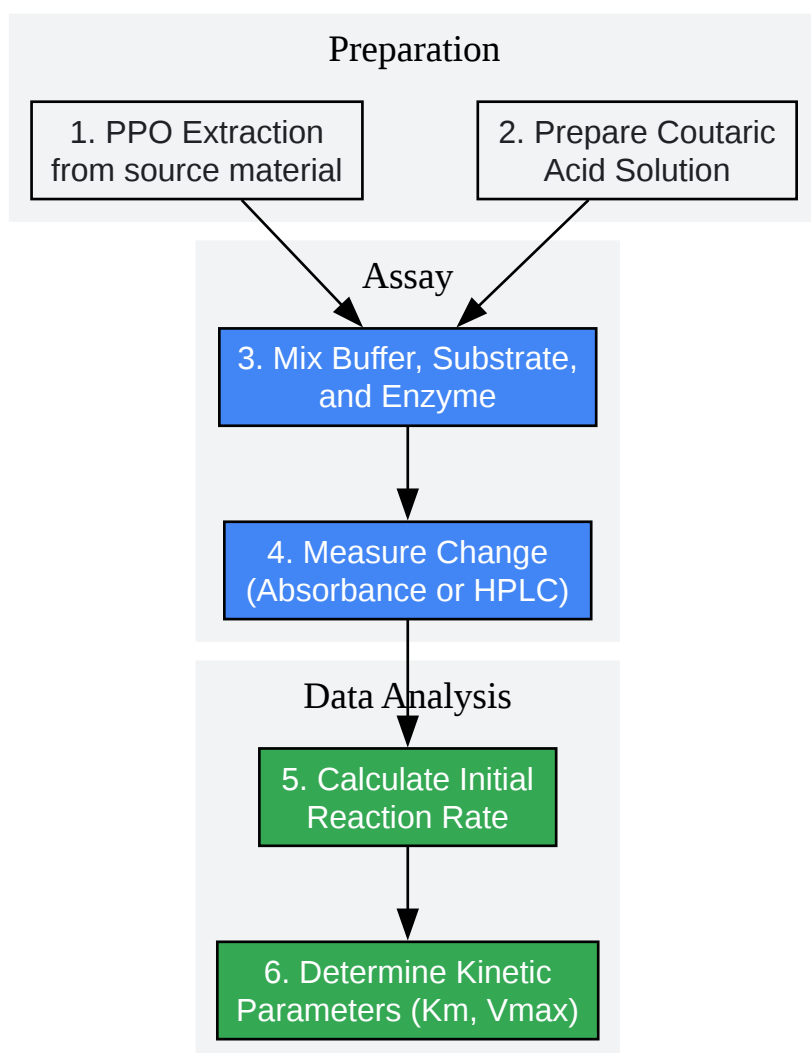 Preparation
1. PPO Extraction
from source material
2. Prepare Coutaric
Acid Solution
Assay
3. Mix Buffer, Substrate,
and Enzyme
4. Measure Change
(Absorbance or HPLC)
Data Analysis
5. Calculate Initial
Reaction Rate
6. Determine Kinetic
Parameters (Km, Vmax)